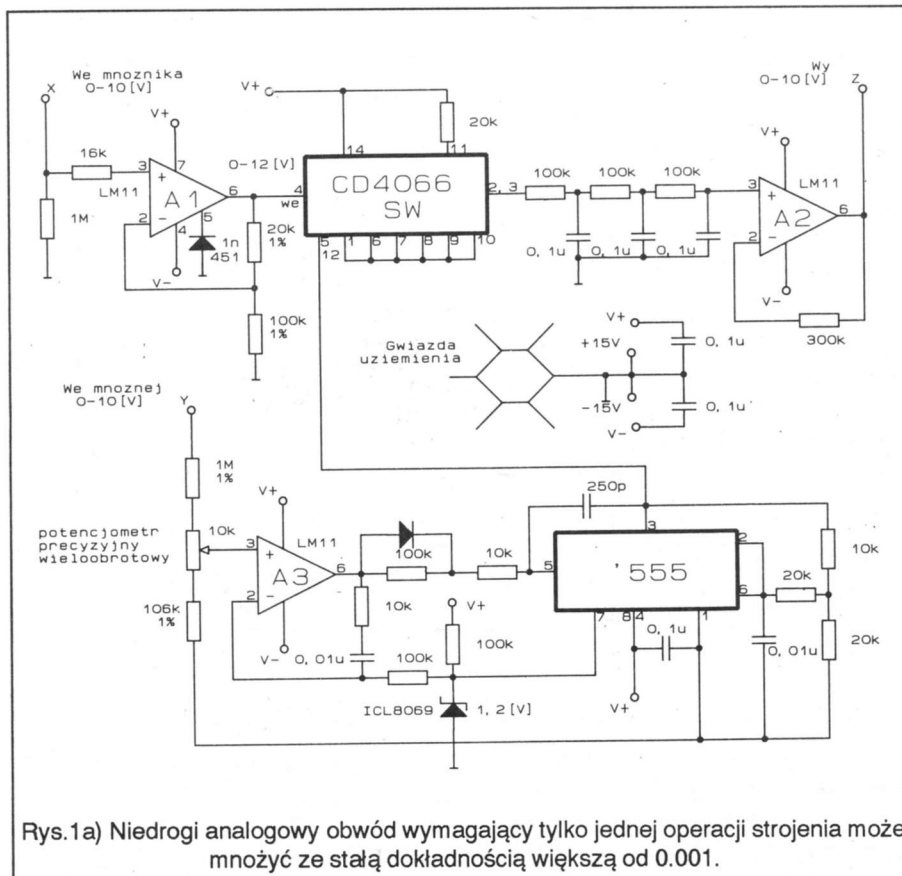 We mnoznika
0-10[V]
X
V+
16k
3
7
LM11
+
A1
-
2
5
4
6
1M
1n
451
V-
0-12[V]
4
we
20k
1%
100k
1%
V+
20k
14
11
CD4066
SW
2, 3
5
12
1
6
7
8
9
10
100k
100k
100k
0, 1u
0, 1u
0, 1u
Wy
0-10[V]
Z
V+
LM11
3
+
A2
-
2
6
V-
300k
Gwiazda
uziemienia
V+
+15V
-15V
V-
0, 1u
0, 1u
We mnoznej
0-10[V]
Y
1M
1%
potencjometr
precyzyjny
wieloobrotowy
10k
106k
1%
V+
LM11
3
+
A3
-
2
6
V-
100k
10k
10k
0, 01u
100k
V+
100k
ICL8069
1, 2[V]
250p
3
5
'555
2
6
7
8
4
1
0, 1u
V+
20k
0, 01u
10k
20k
Rys.1a) Niedrogi analogowy obwód wymagający tylko jednej operacji strojenia może
mnożyć ze stałą dokładnością większą od 0.001.